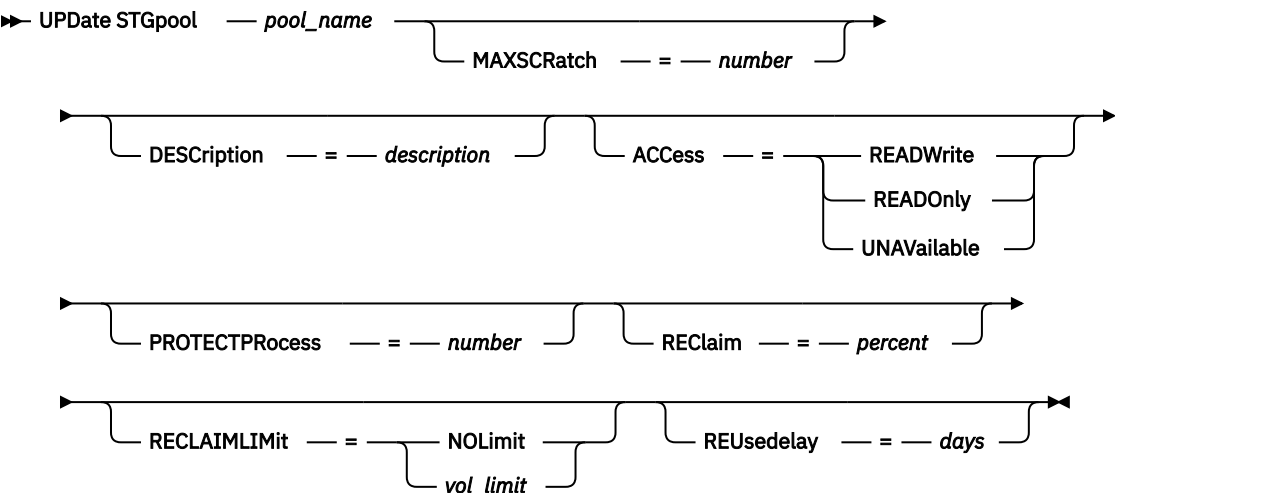 UPDate STGpool pool_name
MAXSCRatch = number
DESCription = description ACCess = READWrite
READOnly
UNAVailable
PROTECTPRocess = number REClaim = percent
RECLAIMLIMit = NOLimit REUsedelay = days
vol_limit